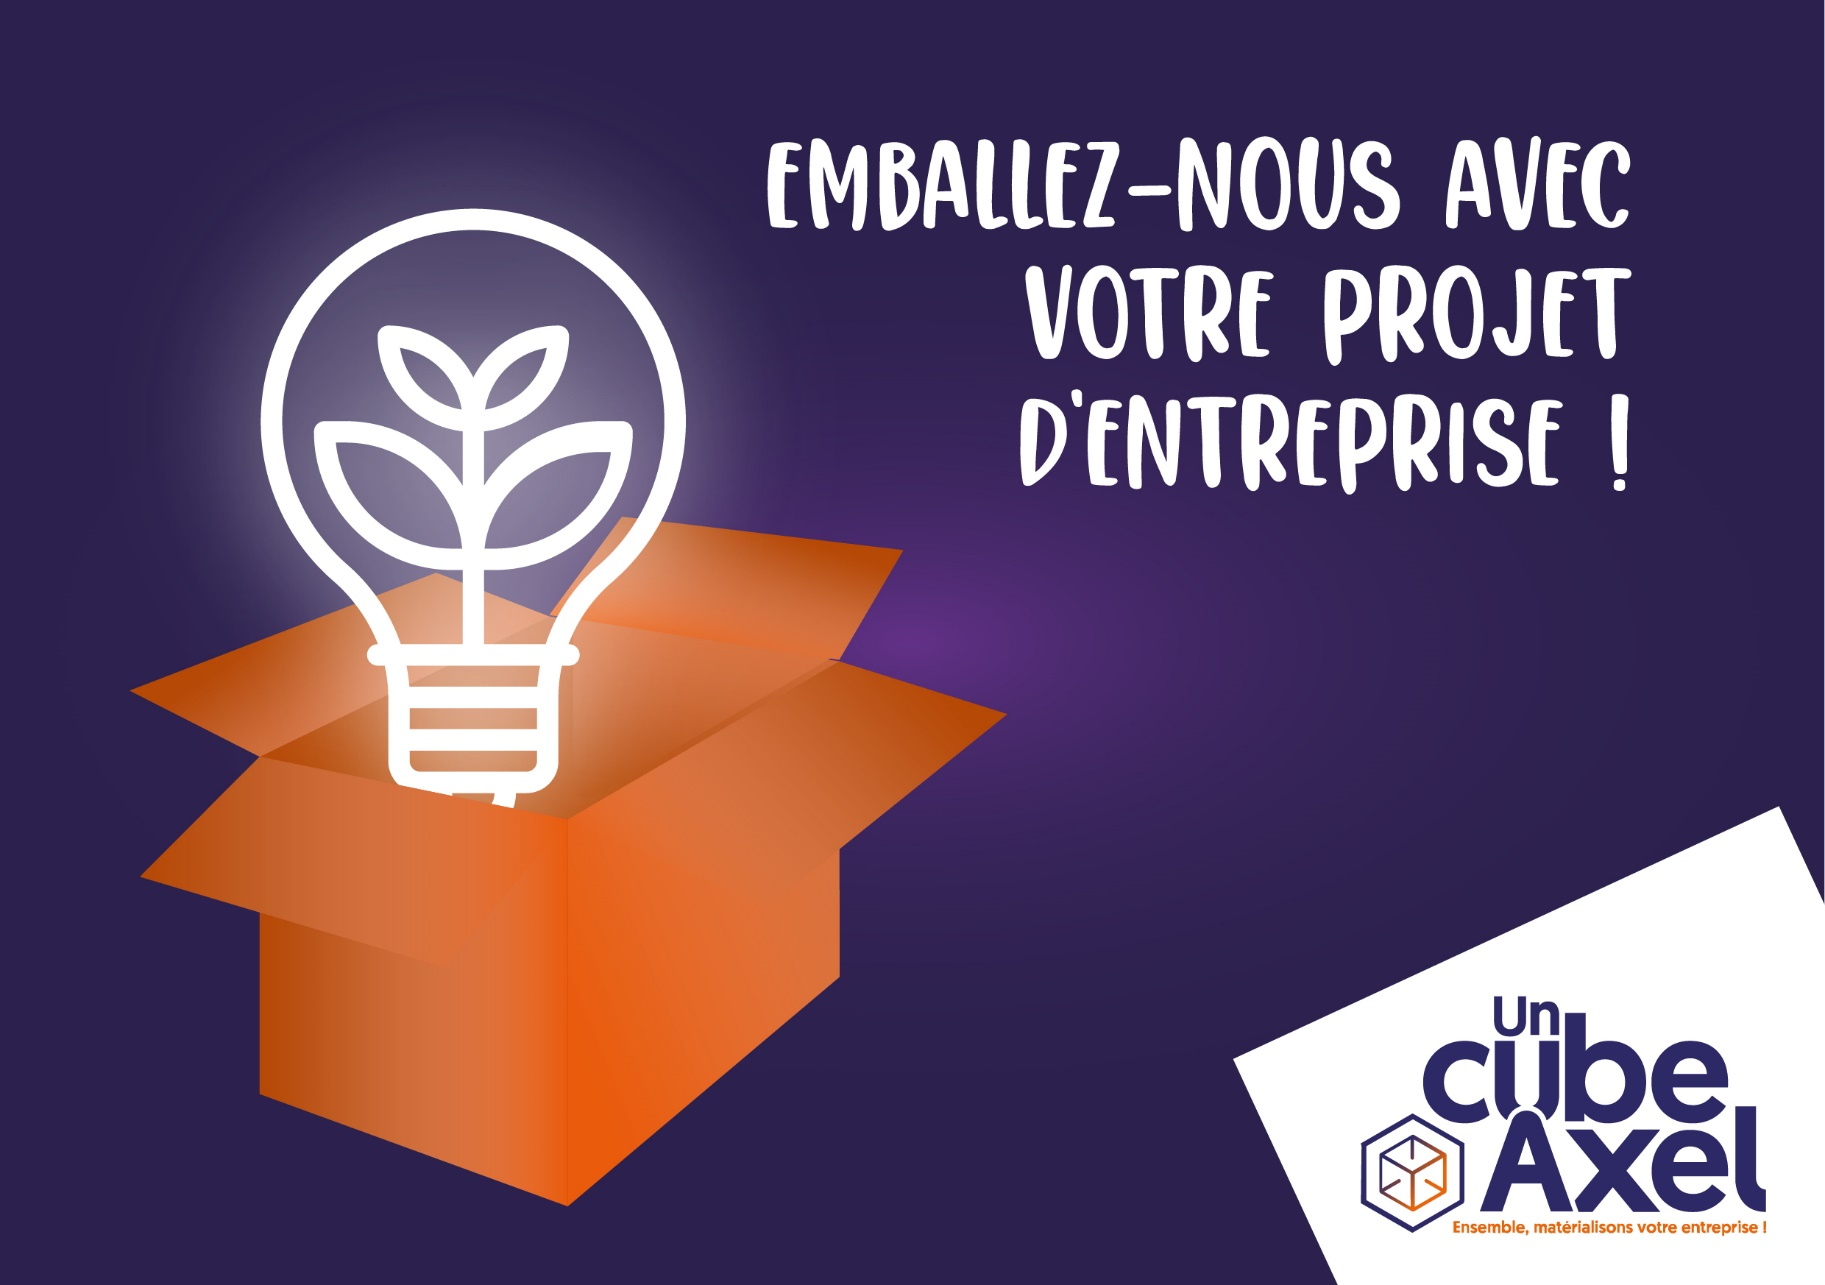 EMBALLEZ-NOUS AVEC
VOTRE PROJET
D'ENTREPRISE !
Un
cube
Axel
Ensemble, matérialisons votre entreprise !